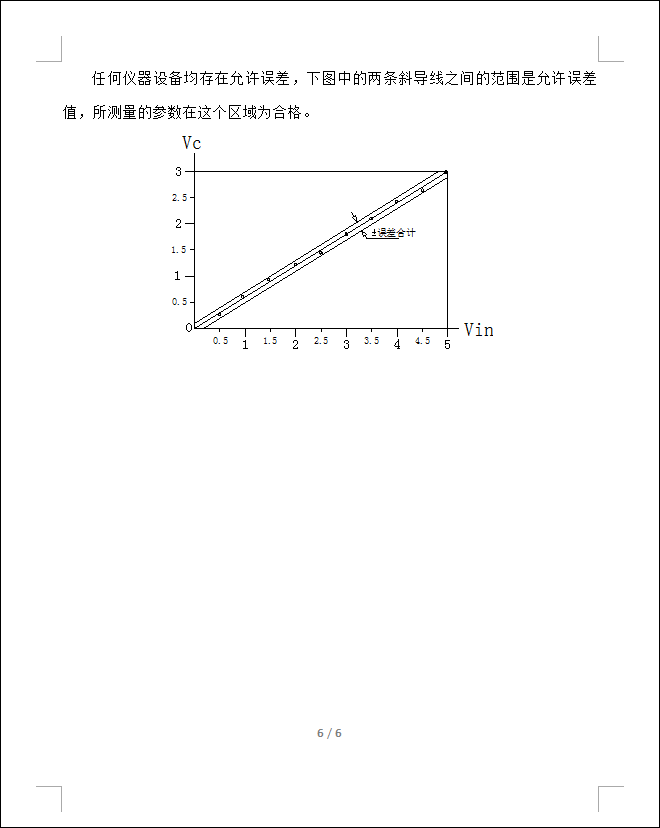 任何仪器设备均存在允许误差，下图中的两条斜导线之间的范围是允许误差
值，所测量的参数在这个区域为合格。
Vc
3
2.5
2
±误差合计
1.5
1
0.5
0
Vin
0.5 1 1.5 2 2.5 3 3.5 4 4.5 5
6 / 6